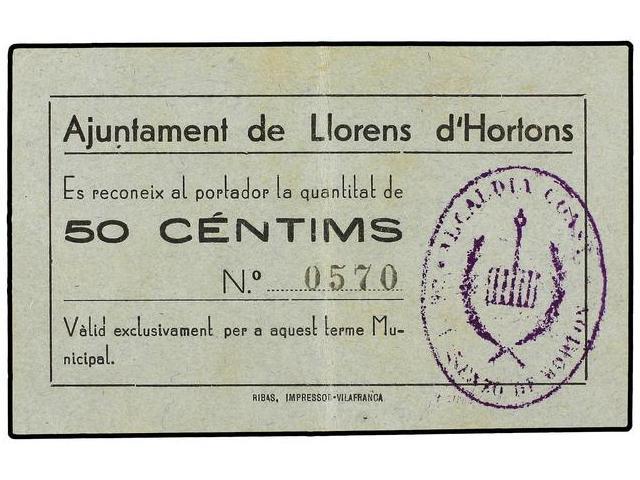 Ajuntament de Llorens d'Hortons
Es reconeix al portador la quantitat de
50 CÉNTIMS
N.º 0570
Vàlid exclusivament per a aquest terme Mu-
nicipal.
RIBAS, IMPRESSOR-VILAFRANCA
ALCALDIA